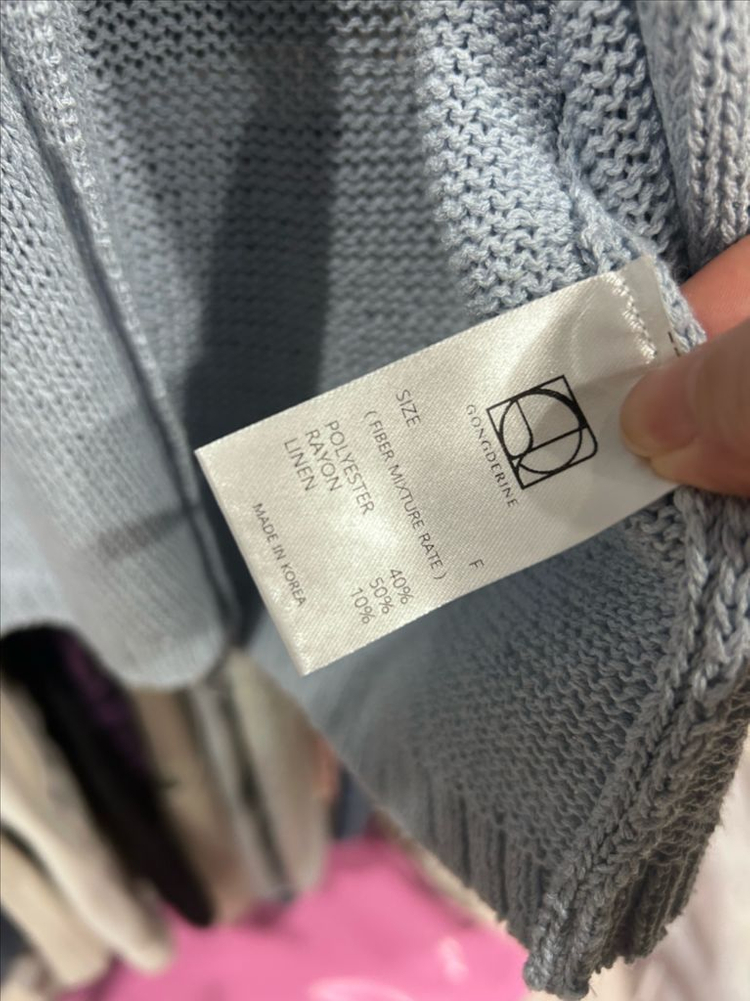 GONGDERINE
SIZE F
( FIBER MIXTURE RATE )
POLYESTER 40%
RAYON 50%
LINEN 10%
MADE IN KOREA